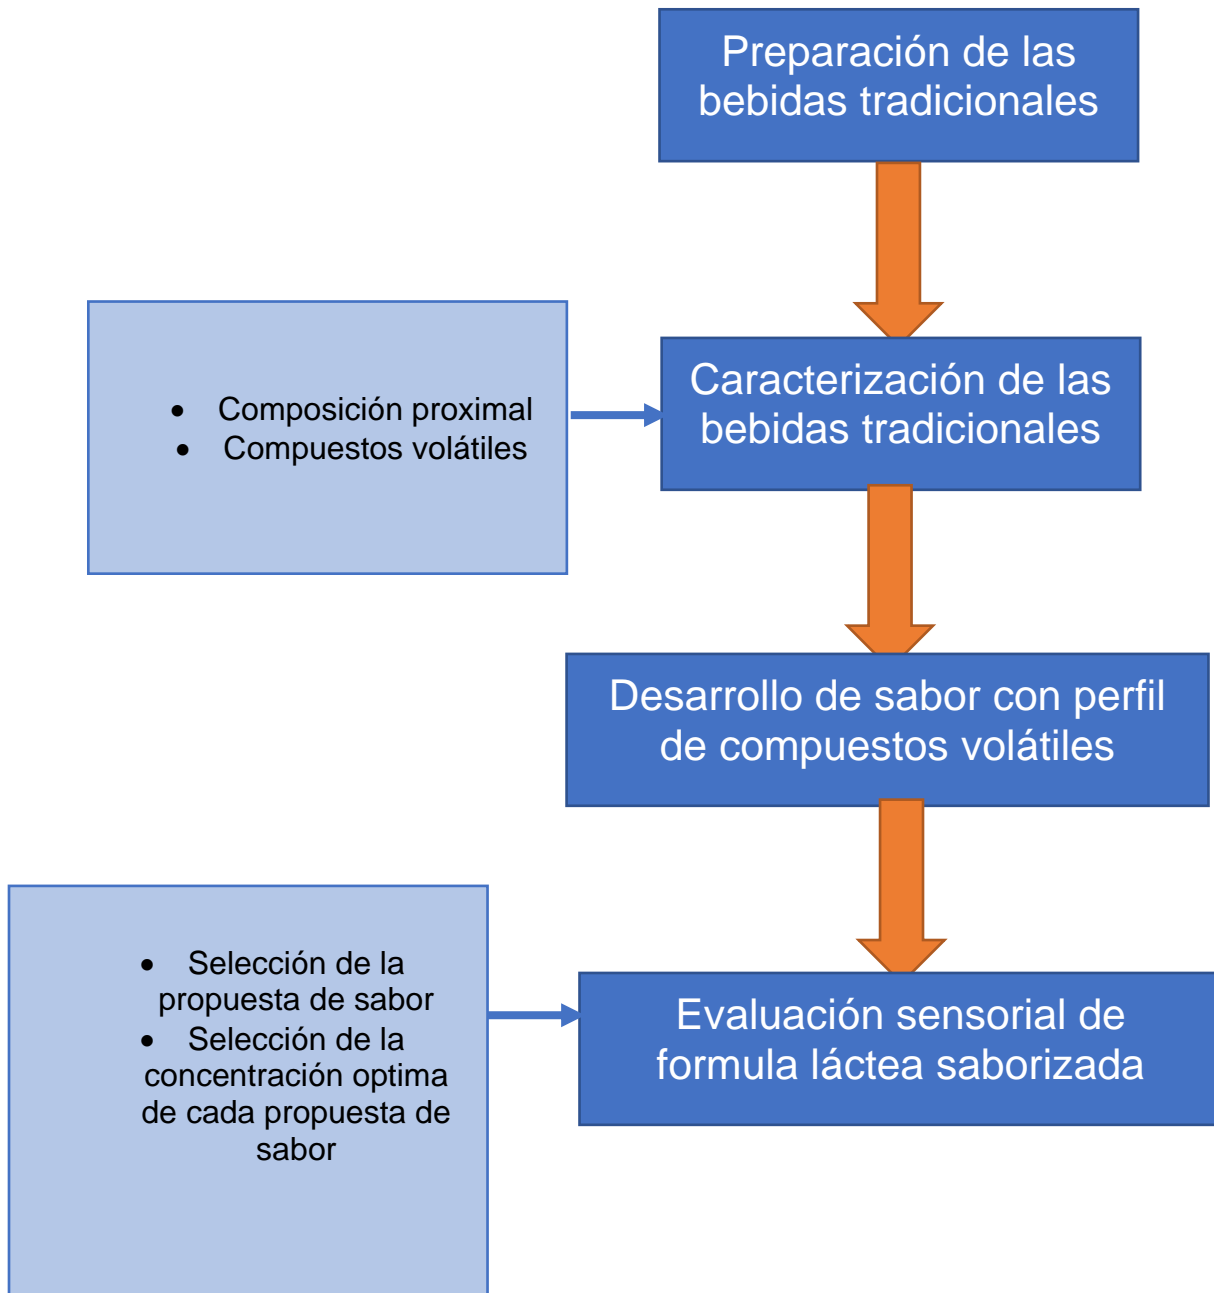 Preparación de las
bebidas tradicionales
• Composición proximal
• Compuestos volátiles
Caracterización de las
bebidas tradicionales
Desarrollo de sabor con perfil
de compuestos volátiles
• Selección de la
propuesta de sabor
• Selección de la
concentración optima
de cada propuesta de
sabor
Evaluación sensorial de
formula láctea saborizada